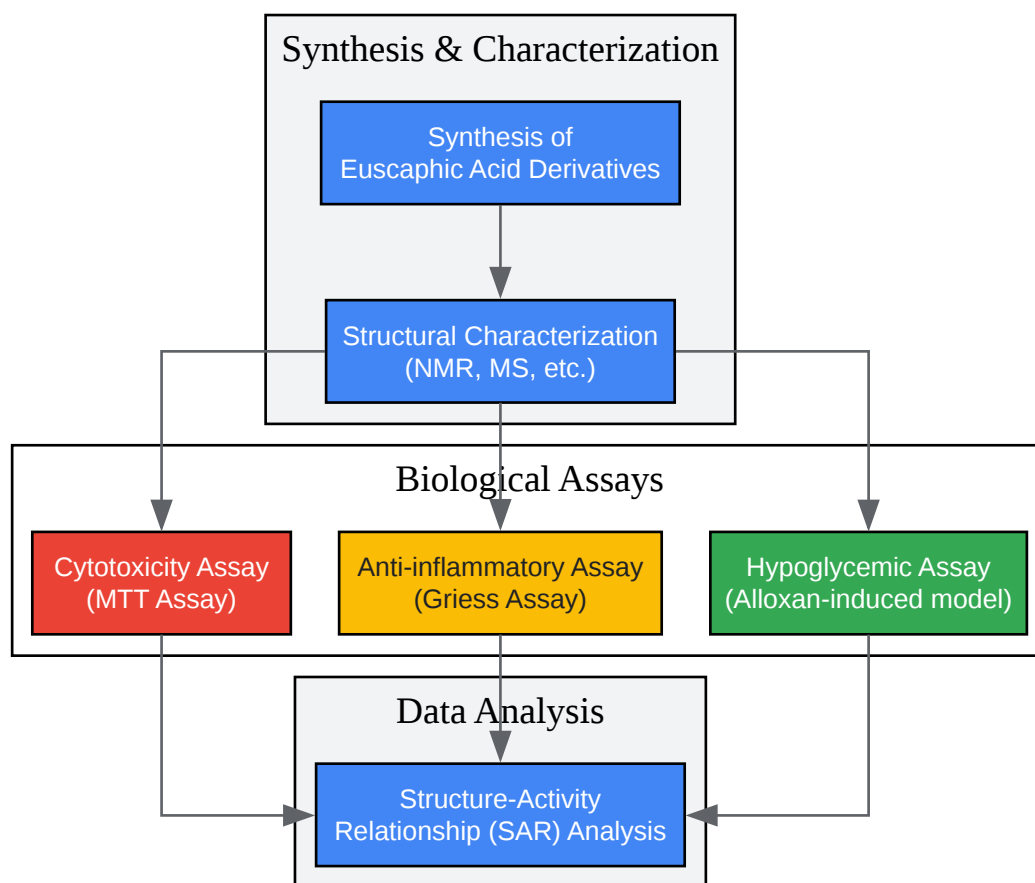 Synthesis & Characterization
Synthesis of
Euscaphic Acid Derivatives
Structural Characterization
(NMR, MS, etc.)
Biological Assays
Cytotoxicity Assay
(MTT Assay)
Anti-inflammatory Assay
(Griess Assay)
Hypoglycemic Assay
(Alloxan-induced model)
Data Analysis
Structure-Activity
Relationship (SAR) Analysis